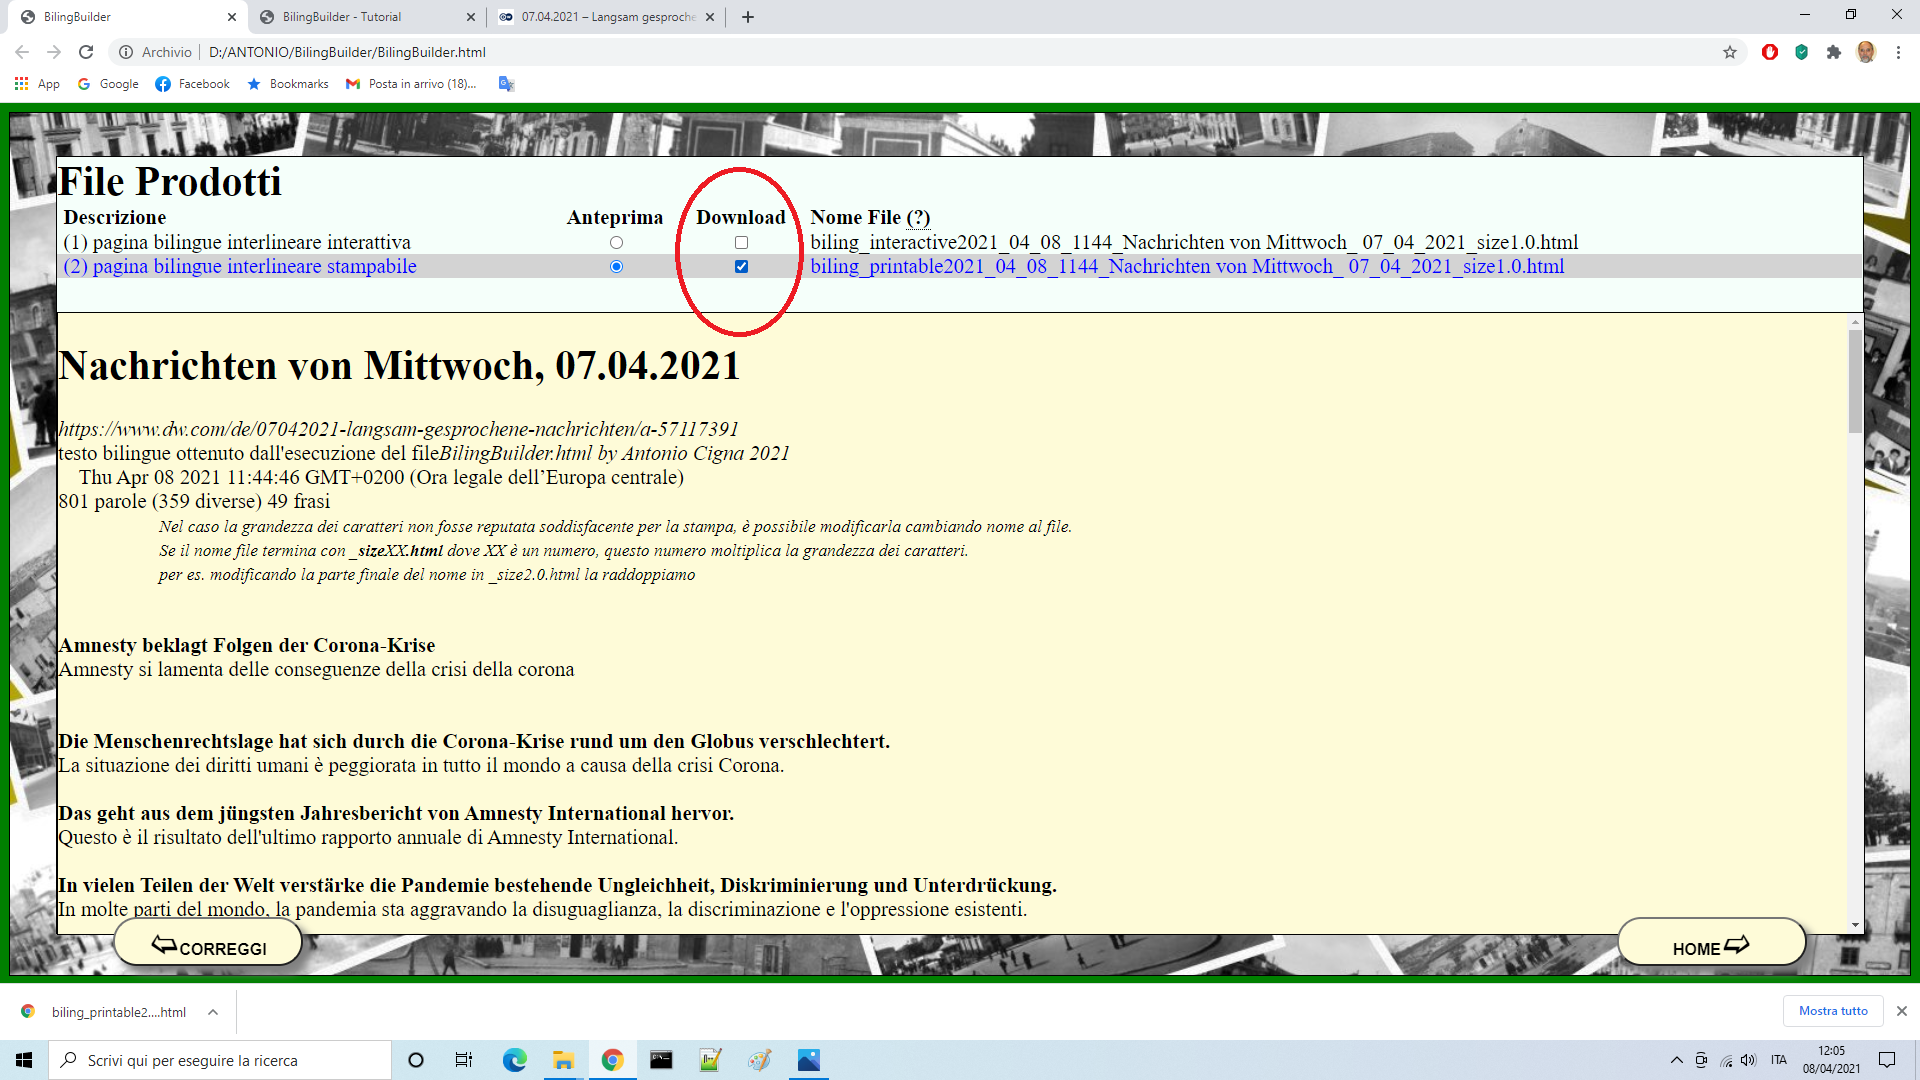 BilingBuilder
BilingBuilder - Tutorial
07.04.2021 – Langsam gesproche
Archivio
D:/ANTONIO/BilingBuilder/BilingBuilder.html
App
Google
Facebook
Bookmarks
Posta in arrivo (18)...
File Prodotti
Descrizione Anteprima Download Nome File (?)
(1) pagina bilingue interlineare interattiva biling_interactive2021_04_08_1144_Nachrichten von Mittwoch_ 07_04_2021_size1.0.html
(2) pagina bilingue interlineare stampabile biling_printable2021_04_08_1144_Nachrichten von Mittwoch_ 07_04_2021_size1.0.html
Nachrichten von Mittwoch, 07.04.2021
https://www.dw.com/de/07042021-langsam-gesprochene-nachrichten/a-57117391
testo bilingue ottenuto dall'esecuzione del fileBilingBuilder.html by Antonio Cigna 2021
Thu Apr 08 2021 11:44:46 GMT+0200 (Ora legale dell’Europa centrale)
801 parole (359 diverse) 49 frasi
Nel caso la grandezza dei caratteri non fosse reputata soddisfacente per la stampa, è possibile modificarla cambiando nome al file.
Se il nome file termina con _sizeXX.html dove XX è un numero, questo numero moltiplica la grandezza dei caratteri.
per es. modificando la parte finale del nome in _size2.0.html la raddoppiamo
Amnesty beklagt Folgen der Corona-Krise
Amnesty si lamenta delle conseguenze della crisi della corona
Die Menschenrechtslage hat sich durch die Corona-Krise rund um den Globus verschlechtert.
La situazione dei diritti umani è peggiorata in tutto il mondo a causa della crisi Corona.
Das geht aus dem jüngsten Jahresbericht von Amnesty International hervor.
Questo è il risultato dell'ultimo rapporto annuale di Amnesty International.
In vielen Teilen der Welt verstärke die Pandemie bestehende Ungleichheit, Diskriminierung und Unterdrückung.
In molte parti del mondo, la pandemia sta aggravando la disuguaglianza, la discriminazione e l'oppressione esistenti.
CORREGGI
HOME
biling_printable2....html
Mostra tutto
Scrivi qui per eseguire la ricerca
ITA
12:05
08/04/2021